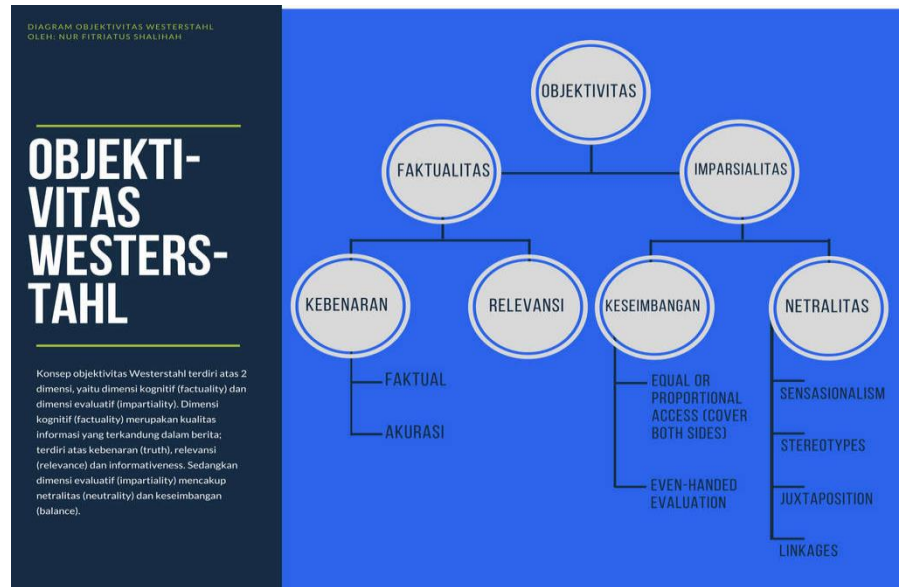 DIAGRAM OBJEKTIVITAS WESTERSTAHL
OLEH: NUR FITRIATUS SHALIHAH
OBJEKTI-
VITAS
WESTERS-
TAHL
Konsep objektivitas Westerstahl terdiri atas 2
dimensi, yaitu dimensi kognitif (factuality) dan
dimensi evaluatif (impartiality). Dimensi
kognitif (factuality) merupakan kualitas
informasi yang terkandung dalam berita;
terdiri atas kebenaran (truth), relevansi
(relevance) dan informativeness. Sedangkan
dimensi evaluatif (impartiality) mencakup
netralitas (neutrality) dan keseimbangan
(balance).
OBJEKTIVITAS
FAKTUALITAS
IMPARSIALITAS
KEBENARAN
RELEVANSI
KESEIMBANGAN
NETRALITAS
FAKTUAL
AKURASI
EQUAL OR
PROPORTIONAL
ACCESS (COVER
BOTH SIDES)
EVEN-HANDED
EVALUATION
SENSASIONALISM
STEREOTYPES
JUXTAPOSITION
LINKAGES